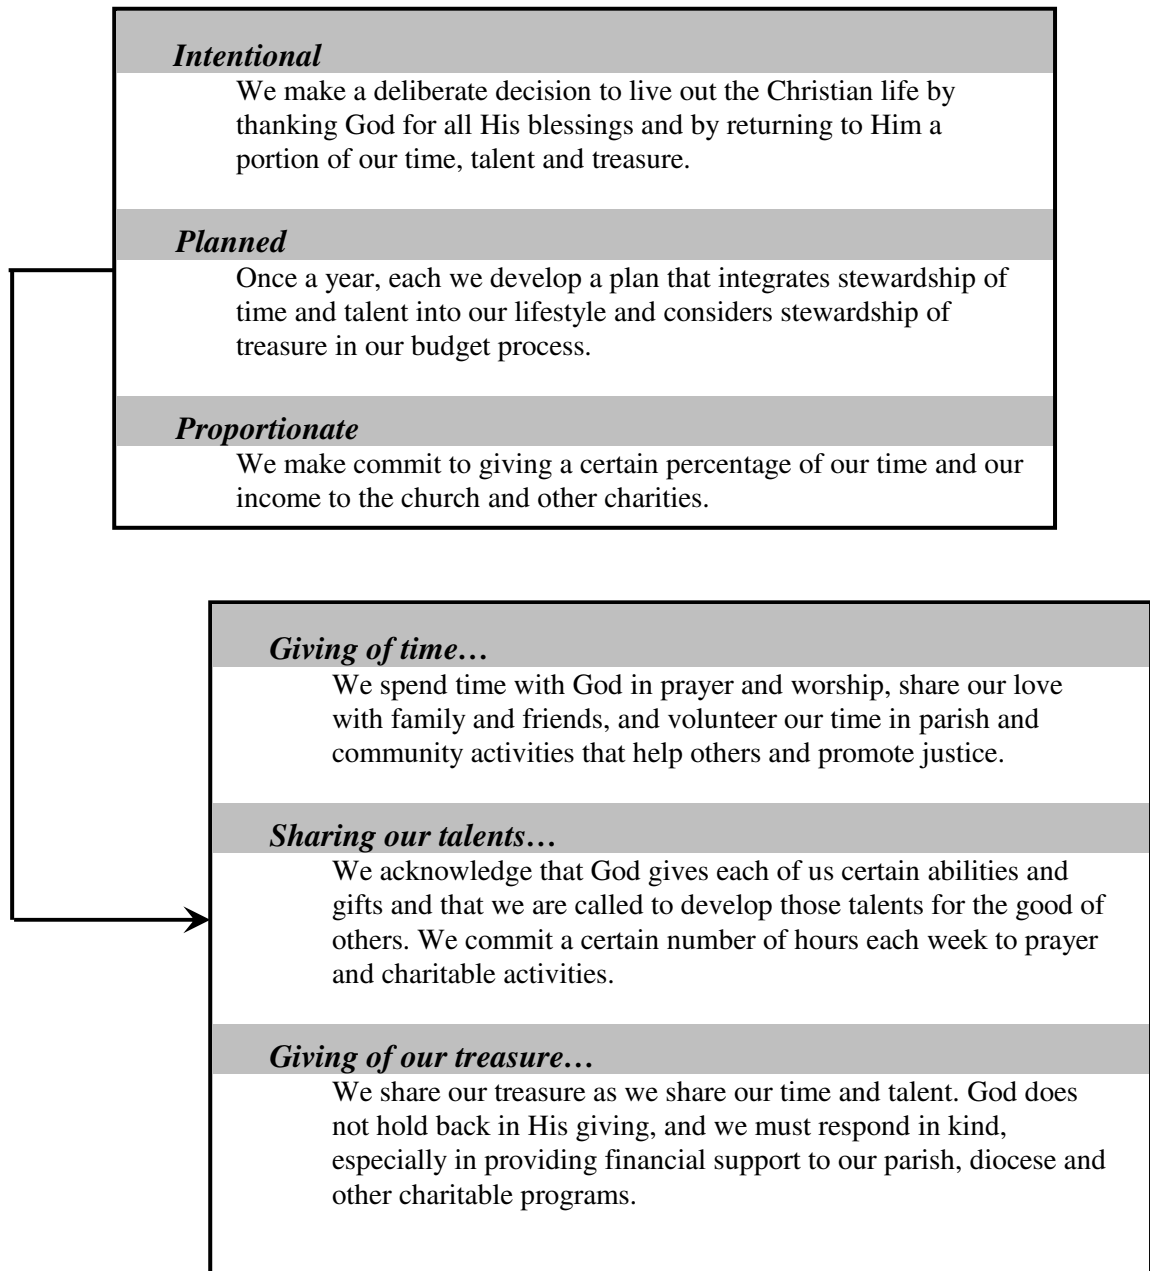 Intentional
We make a deliberate decision to live out the Christian life by
thanking God for all His blessings and by returning to Him a
portion of our time, talent and treasure.
Planned
Once a year, each we develop a plan that integrates stewardship of
time and talent into our lifestyle and considers stewardship of
treasure in our budget process.
Proportionate
We make commit to giving a certain percentage of our time and our
income to the church and other charities.
Giving of time…
We spend time with God in prayer and worship, share our love
with family and friends, and volunteer our time in parish and
community activities that help others and promote justice.
Sharing our talents…
We acknowledge that God gives each of us certain abilities and
gifts and that we are called to develop those talents for the good of
others. We commit a certain number of hours each week to prayer
and charitable activities.
Giving of our treasure…
We share our treasure as we share our time and talent. God does
not hold back in His giving, and we must respond in kind,
especially in providing financial support to our parish, diocese and
other charitable programs.